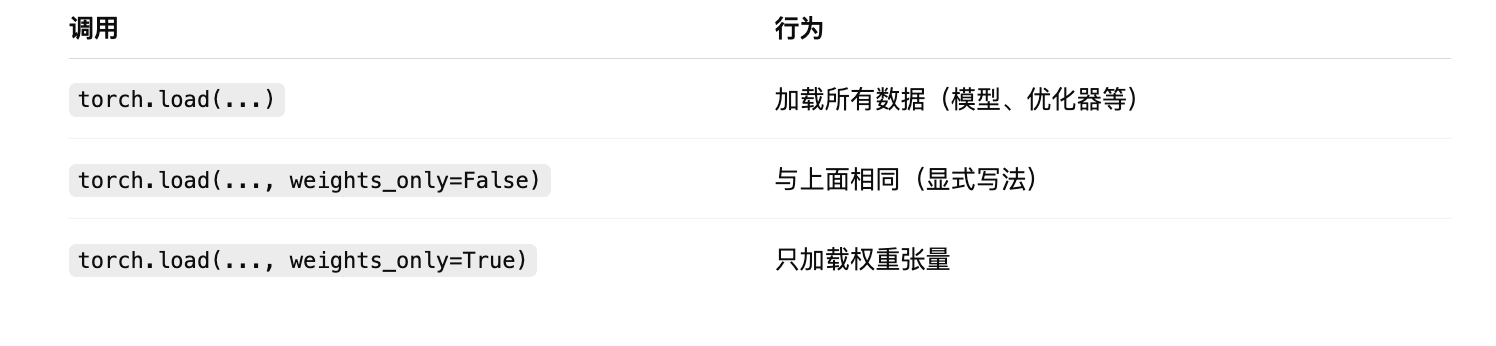 调用 行为
torch.load(...) 加载所有数据（模型、优化器等）
torch.load(..., weights_only=False) 与上面相同（显式写法）
torch.load(..., weights_only=True) 只加载权重张量